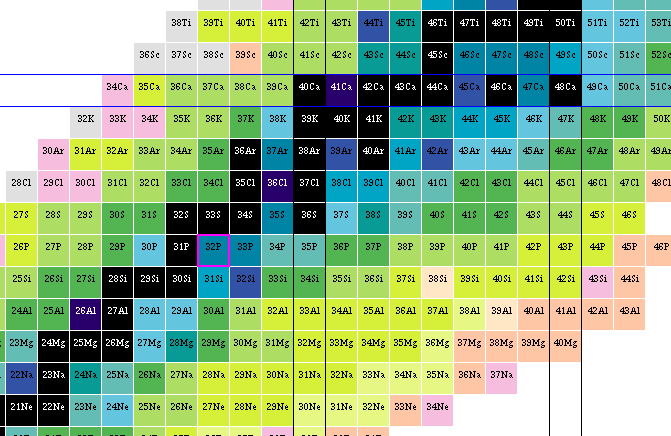 38Ti 39Ti 40Ti 41Ti 42Ti 43Ti 44Ti 45Ti 46Ti 47Ti 48Ti 49Ti 50Ti 51Ti 52Ti 53Ti
36Sc 37Sc 38Sc 39Sc 40Sc 41Sc 42Sc 43Sc 44Sc 45Sc 46Sc 47Sc 48Sc 49Sc 50Sc 51Sc 52Sc
34Ca 35Ca 36Ca 37Ca 38Ca 39Ca 40Ca 41Ca 42Ca 43Ca 44Ca 45Ca 46Ca 47Ca 48Ca 49Ca 50Ca 51Ca
32K 33K 34K 35K 36K 37K 38K 39K 40K 41K 42K 43K 44K 45K 46K 47K 48K 49K 50K
30Ar 31Ar 32Ar 33Ar 34Ar 35Ar 36Ar 37Ar 38Ar 39Ar 40Ar 41Ar 42Ar 43Ar 44Ar 45Ar 46Ar 47Ar 48Ar 49Ar
28Cl 29Cl 30Cl 31Cl 32Cl 33Cl 34Cl 35Cl 36Cl 37Cl 38Cl 39Cl 40Cl 41Cl 42Cl 43Cl 44Cl 45Cl 46Cl 47Cl 48Cl
27S 28S 29S 30S 31S 32S 33S 34S 35S 36S 37S 38S 39S 40S 41S 42S 43S 44S 45S 46S
26P 27P 28P 29P 30P 31P 32P 33P 34P 35P 36P 37P 38P 39P 40P 41P 42P 43P 44P 45P 46P
25Si 26Si 27Si 28Si 29Si 30Si 31Si 32Si 33Si 34Si 35Si 36Si 37Si 38Si 39Si 40Si 41Si 42Si 43Si 44Si
24Al 25Al 26Al 27Al 28Al 29Al 30Al 31Al 32Al 33Al 34Al 35Al 36Al 37Al 38Al 39Al 40Al 41Al 42Al 43Al
23Mg 24Mg 25Mg 26Mg 27Mg 28Mg 29Mg 30Mg 31Mg 32Mg 33Mg 34Mg 35Mg 36Mg 37Mg 38Mg 39Mg 40Mg
22Na 23Na 24Na 25Na 26Na 27Na 28Na 29Na 30Na 31Na 32Na 33Na 34Na 35Na 36Na 37Na
21Ne 22Ne 23Ne 24Ne 25Ne 26Ne 27Ne 28Ne 29Ne 30Ne 31Ne 32Ne 33Ne 34Ne